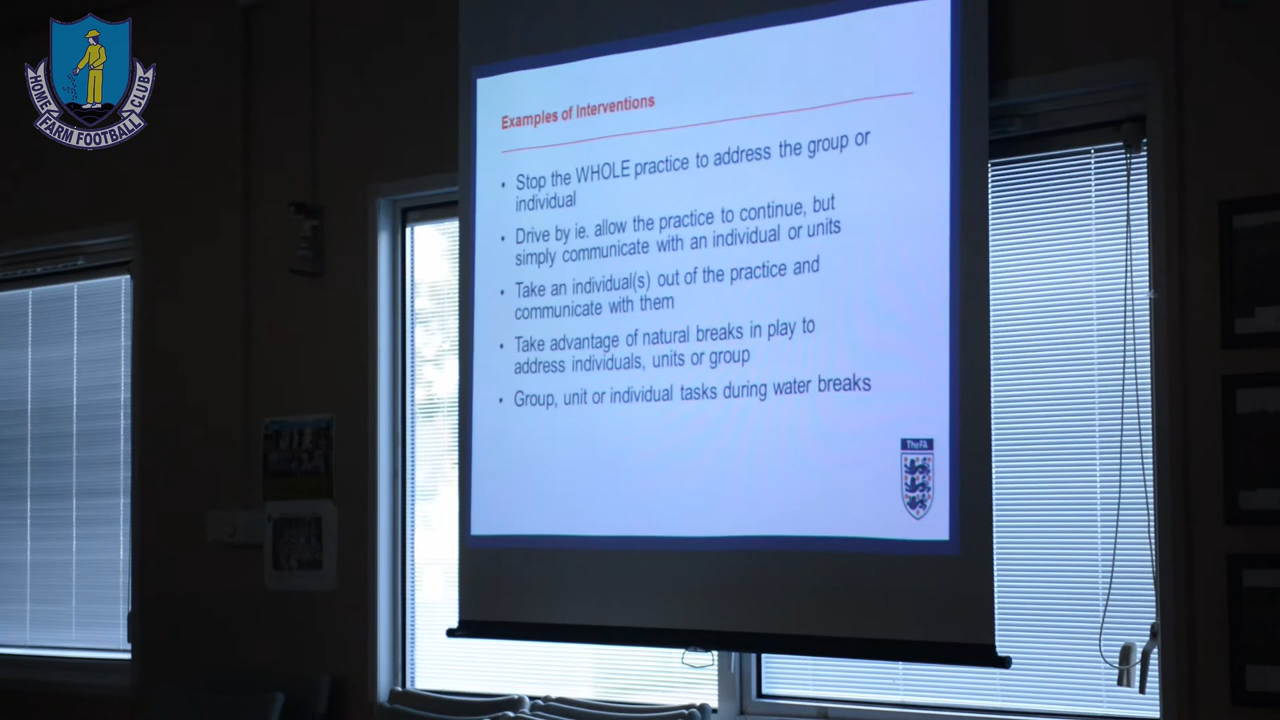 HOME FARM FOOTBALL CLUB
Examples of Interventions
• Stop the WHOLE practice to address the group or
individual
• Drive by ie. allow the practice to continue, but
simply communicate with an individual or units
• Take an individual(s) out of the practice and
communicate with them
• Take advantage of natural breaks in play to
address individuals, units or group
• Group, unit or individual tasks during water breaks
The FA